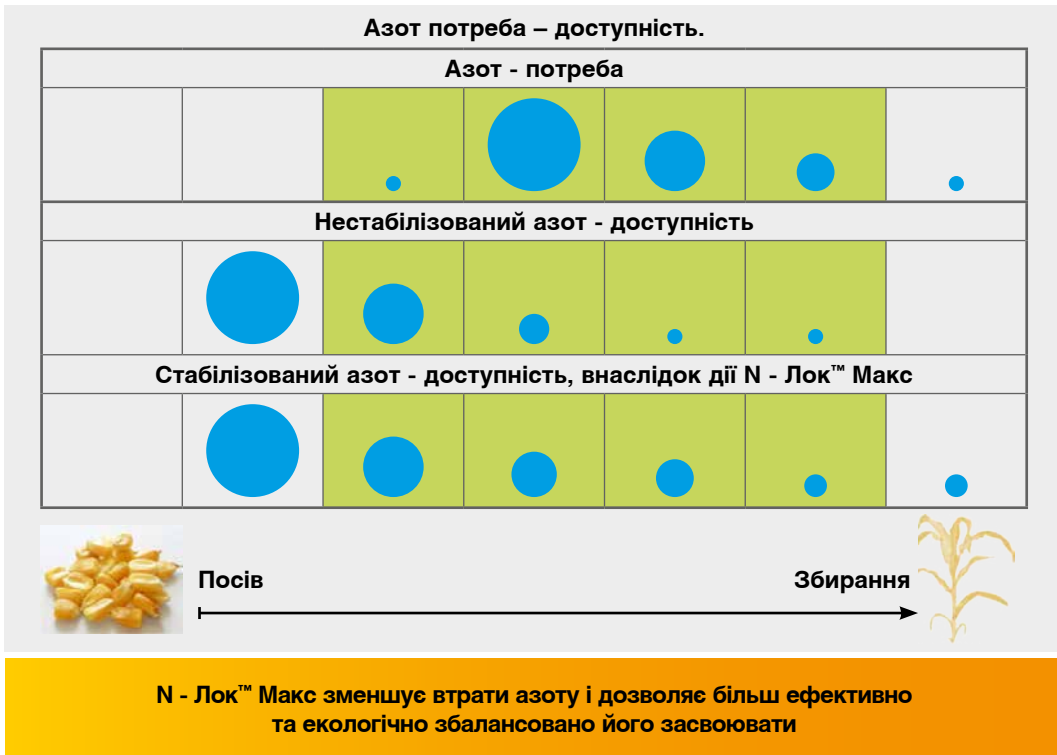 Азот потреба – доступність.
Азот - потреба
Нестабілізований азот - доступність
Стабілізований азот - доступність, внаслідок дії N - Лок™ Макс
Посів
Збирання
N - Лок™ Макс зменшує втрати азоту і дозволяє більш ефективно
та екологічно збалансовано його засвоювати